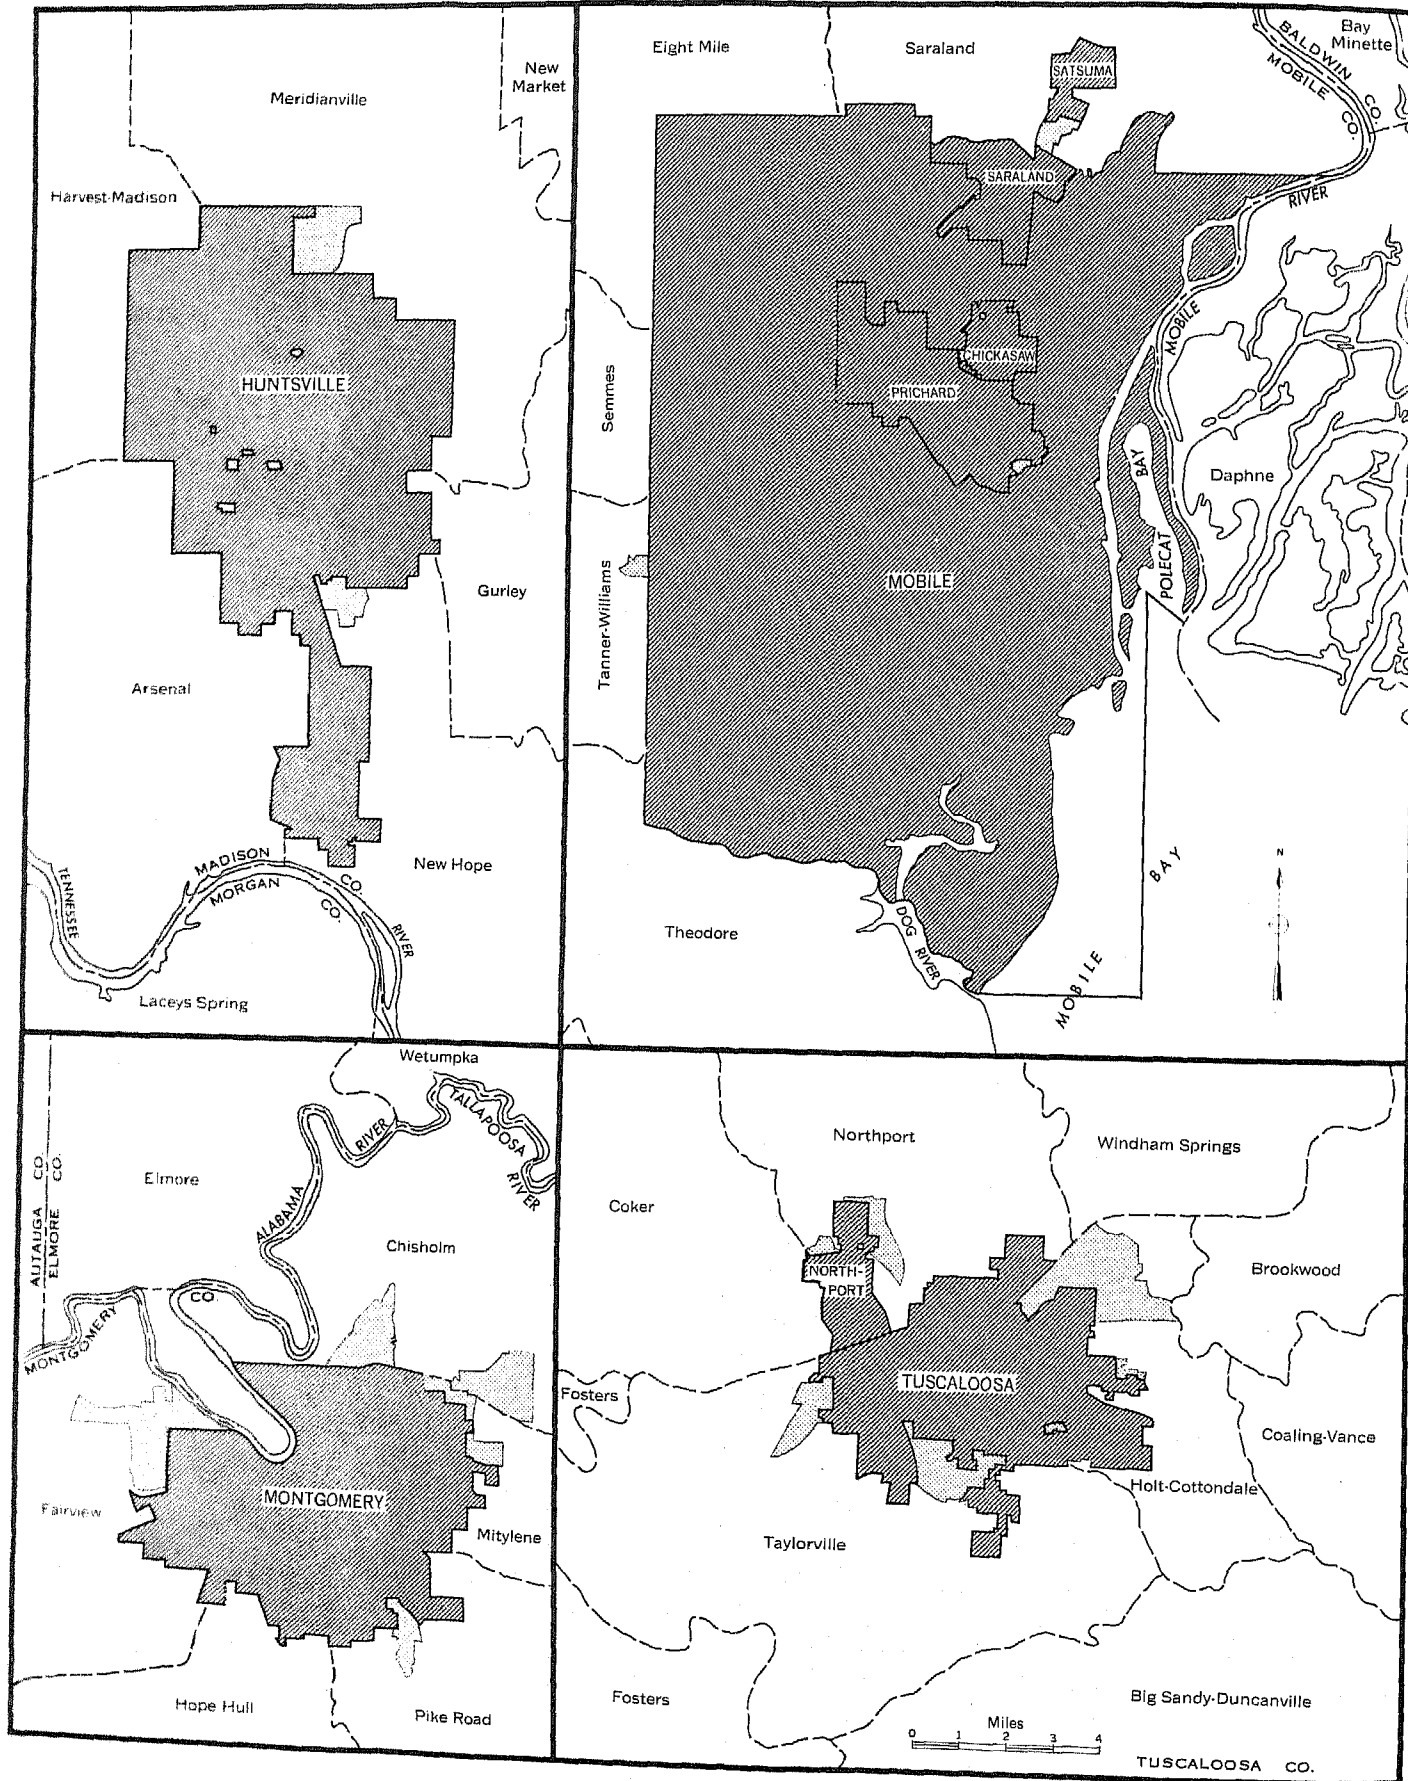 Meridianville
New
Market
Harvest-Madison
HUNTSVILLE
Gurley
Arsenal
New Hope
MADISON CO.
MORGAN CO.
TENNESSEE
RIVER
Laceys Spring
Eight Mile
Saraland
SATSUMA
Bay
Minette
BALDWIN CO.
MOBILE CO.
SARALAND
RIVER
MOBILE
Semmes
CHICKASAW
PRICHARD
Daphne
BAY
POLECAT
MOBILE
Tanner-Williams
Theodore
DOG RIVER
MOBILE BAY
N
Wetumpka
TALLAPOOSA
RIVER
RIVER
ALABAMA
Elmore
AUTAUGA CO.
ELMORE CO.
Chisholm
MONTGOMERY
CO.
MONTGOMERY
Fairview
Mitylene
Hope Hull
Pike Road
Northport
Windham Springs
Coker
Brookwood
NORTH-
PORT
TUSCALOOSA
Fosters
Coaling-Vance
Holt-Cottondale
Taylorville
Fosters
Big Sandy-Duncanville
Miles
0 1 2 3 4
TUSCALOOSA CO.